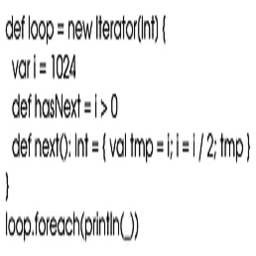 def loop = new Iterator(Int) {
var i = 1024
def hasNext = i > 0
def next(): Int = { val tmp = i; i = i / 2; tmp }
}
loop.foreach(println(_))